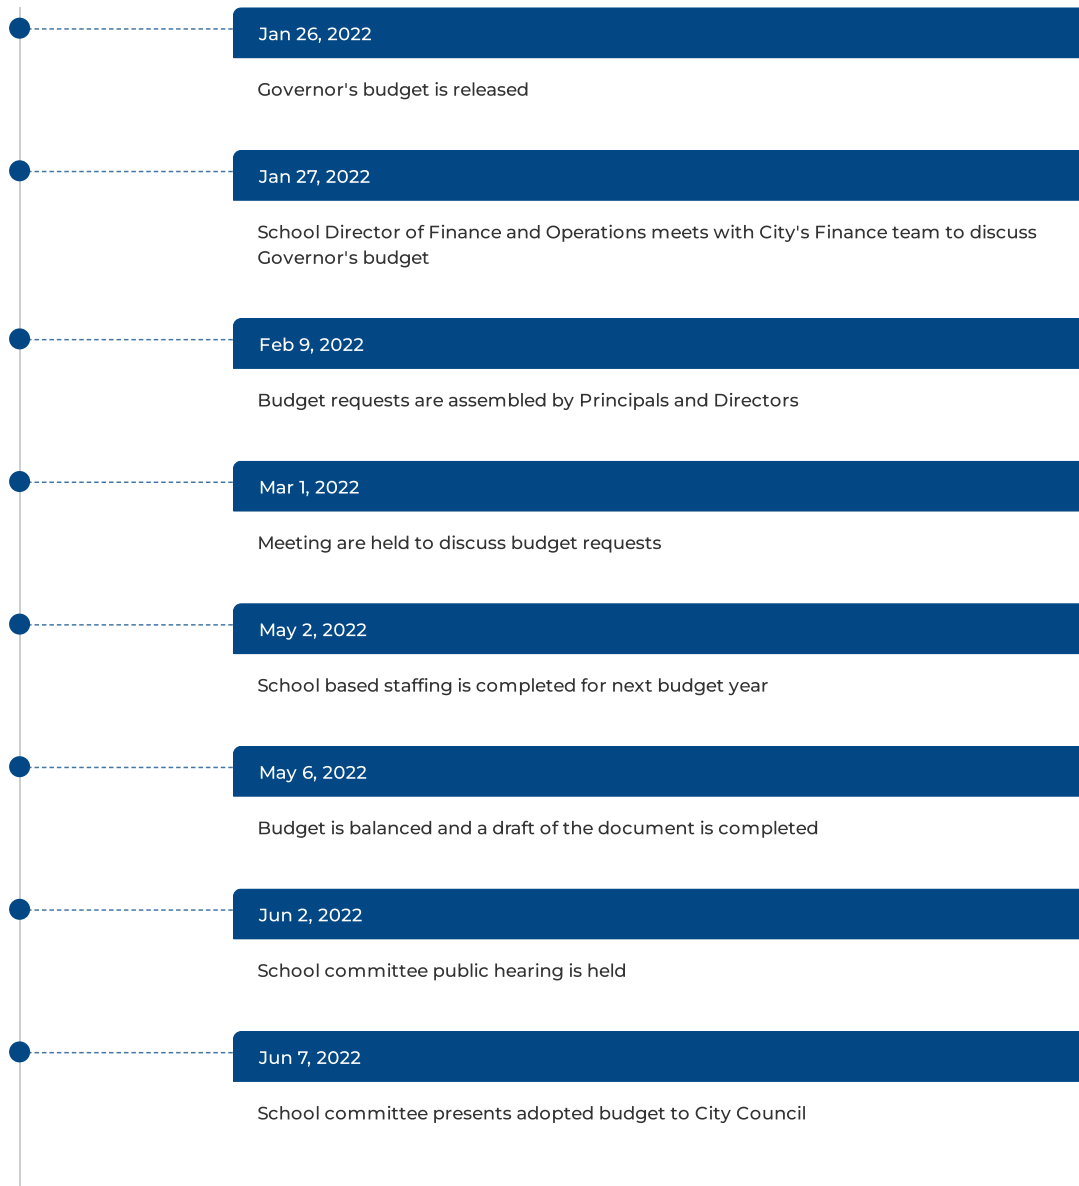 Jan 26, 2022
Governor's budget is released
Jan 27, 2022
School Director of Finance and Operations meets with City's Finance team to discuss
Governor's budget
Feb 9, 2022
Budget requests are assembled by Principals and Directors
Mar 1, 2022
Meeting are held to discuss budget requests
May 2, 2022
School based staffing is completed for next budget year
May 6, 2022
Budget is balanced and a draft of the document is completed
Jun 2, 2022
School committee public hearing is held
Jun 7, 2022
School committee presents adopted budget to City Council